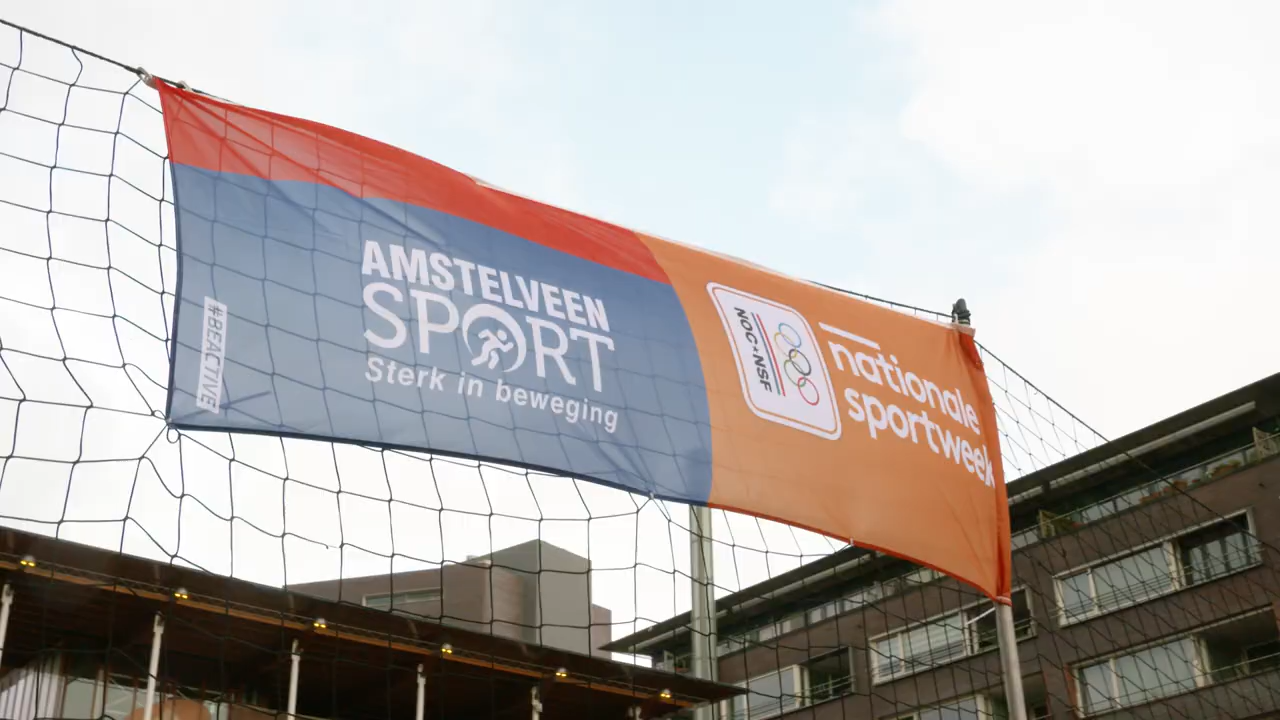 #BEACTIVE
AMSTELVEEN
SPORT
Sterk in beweging
NOC*NSF
nationale
sportweek